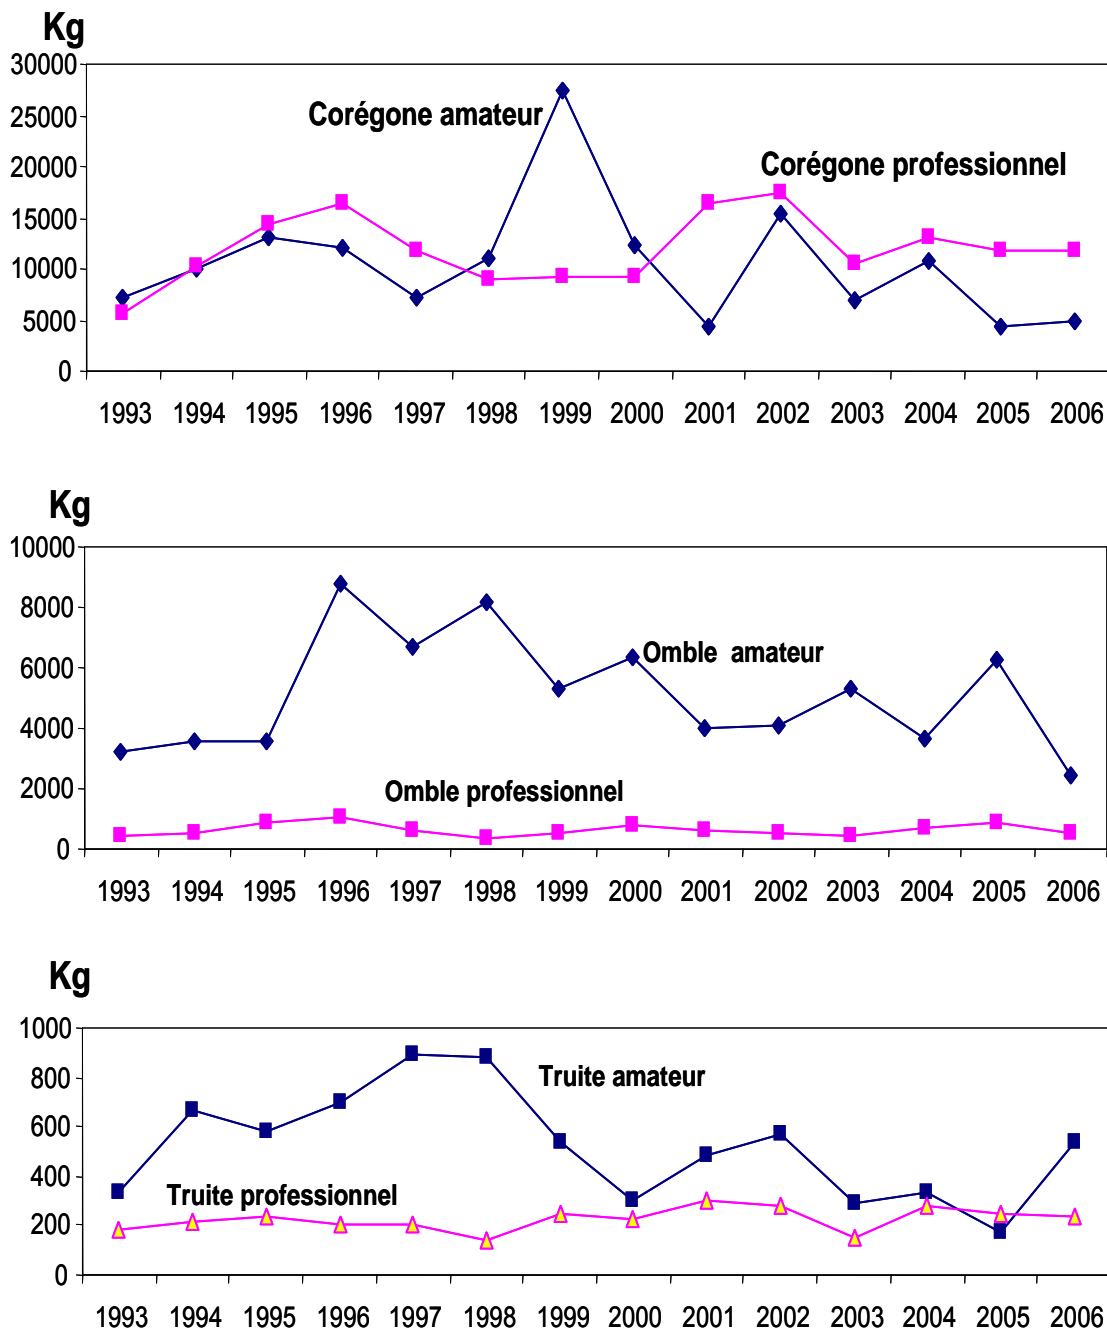 Kg
30000
25000
20000
15000
10000
5000
0
Corégone amateur
Corégone professionnel
1993 1994 1995 1996 1997 1998 1999 2000 2001 2002 2003 2004 2005 2006
Kg
10000
8000
6000
4000
2000
0
Omble amateur
Omble professionnel
1993 1994 1995 1996 1997 1998 1999 2000 2001 2002 2003 2004 2005 2006
Kg
1000
800
600
400
200
0
Truite amateur
Truite professionnel
1993 1994 1995 1996 1997 1998 1999 2000 2001 2002 2003 2004 2005 2006